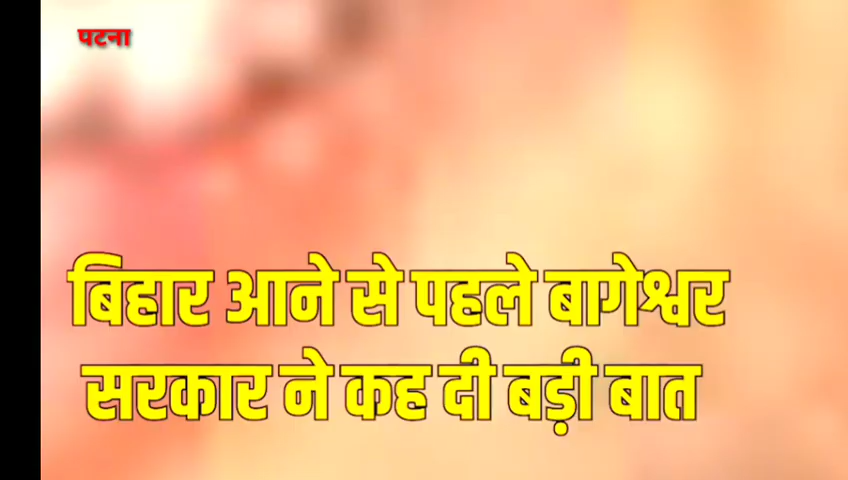 पटना
बिहार आने से पहले बागेश्वर
सरकार ने कह दी बड़ी बात